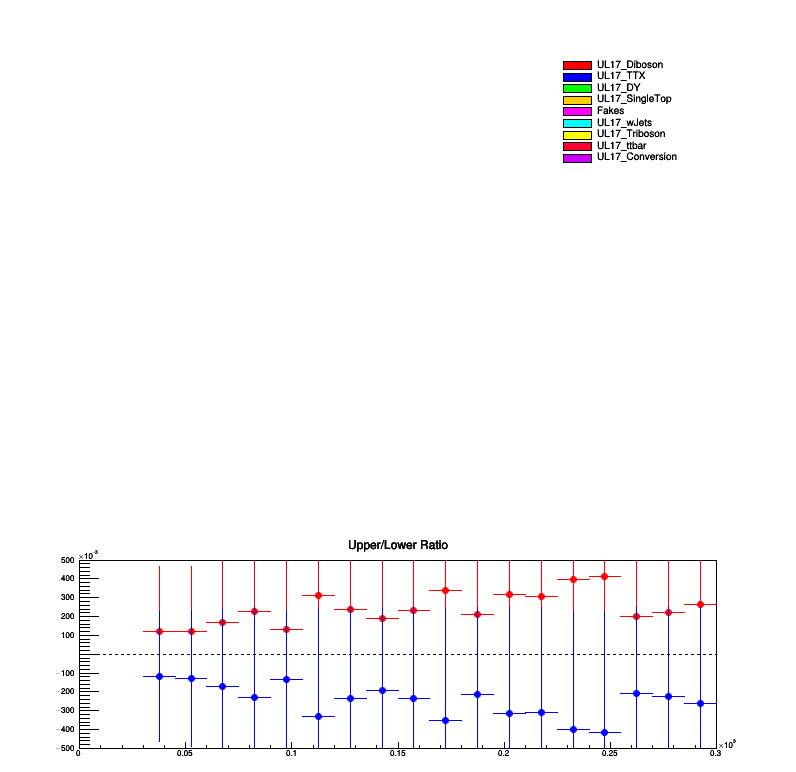 UL17_Diboson
UL17_TTX
UL17_DY
UL17_SingleTop
Fakes
UL17_wJets
UL17_Triboson
UL17_ttbar
UL17_Conversion
Upper/Lower Ratio
×10⁻³
500
400
300
200
100
−100
−200
−300
−400
−500
0 0.05 0.1 0.15 0.2 0.25 0.3
×10³